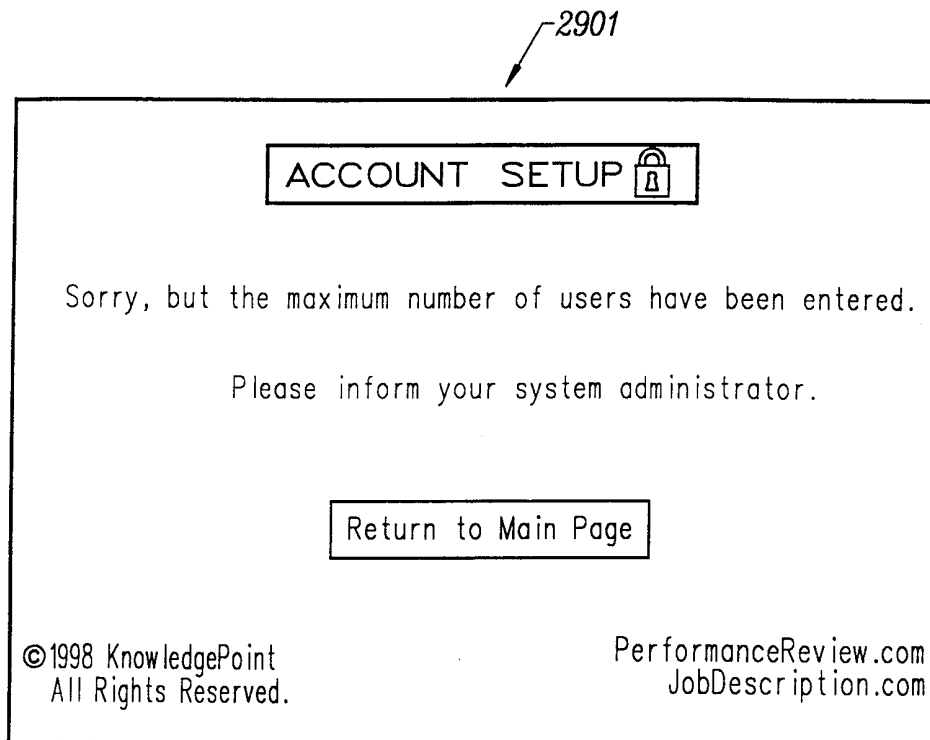 2901
ACCOUNT SETUP
Sorry, but the maximum number of users have been entered.
Please inform your system administrator.
Return to Main Page
©1998 KnowledgePoint
All Rights Reserved.
PerformanceReview.com
JobDescription.com